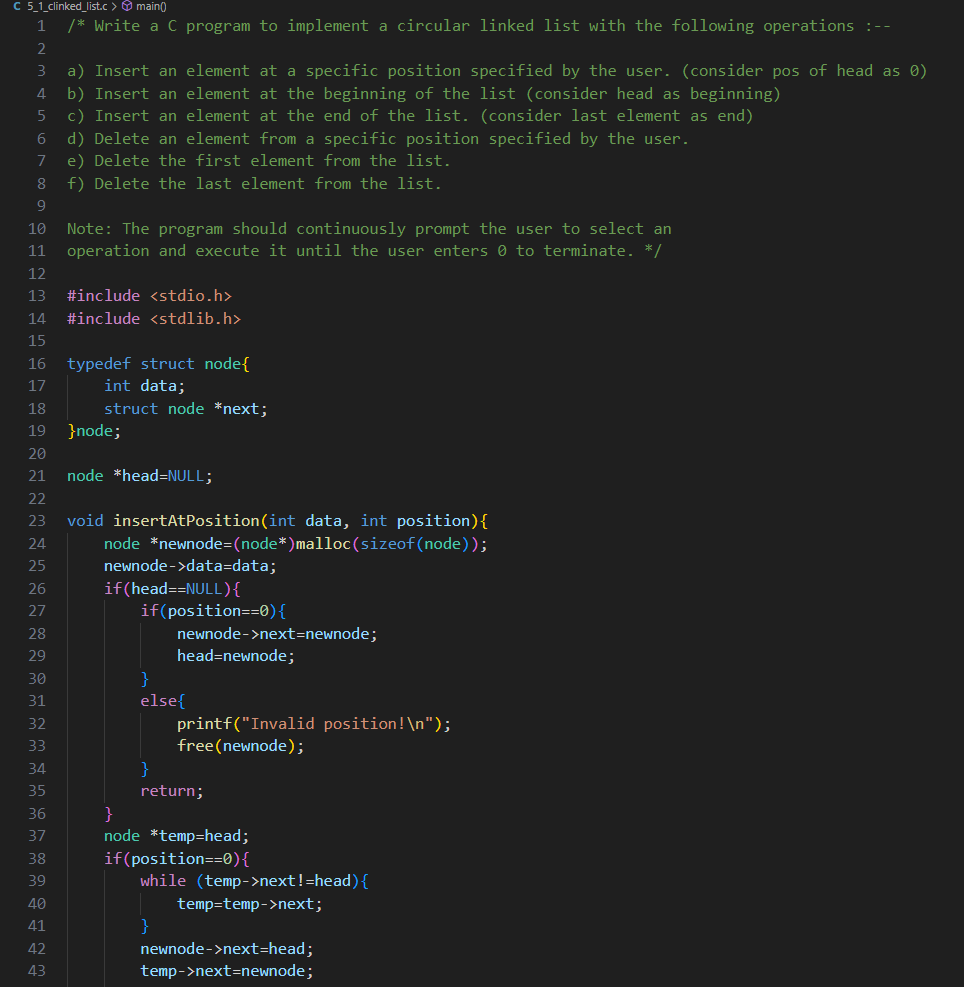 C 5_1_clinked_list.c > main()
1 /* Write a C program to implement a circular linked list with the following operations :--
2
3 a) Insert an element at a specific position specified by the user. (consider pos of head as 0)
4 b) Insert an element at the beginning of the list (consider head as beginning)
5 c) Insert an element at the end of the list. (consider last element as end)
6 d) Delete an element from a specific position specified by the user.
7 e) Delete the first element from the list.
8 f) Delete the last element from the list.
9
10 Note: The program should continuously prompt the user to select an
11 operation and execute it until the user enters 0 to terminate. */
12
13 #include <stdio.h>
14 #include <stdlib.h>
15
16 typedef struct node{
17     int data;
18     struct node *next;
19 }node;
20
21 node *head=NULL;
22
23 void insertAtPosition(int data, int position){
24     node *newnode=(node*)malloc(sizeof(node));
25     newnode->data=data;
26     if(head==NULL){
27         if(position==0){
28             newnode->next=newnode;
29             head=newnode;
30         }
31         else{
32             printf("Invalid position!\n");
33             free(newnode);
34         }
35         return;
36     }
37     node *temp=head;
38     if(position==0){
39         while (temp->next!=head){
40             temp=temp->next;
41         }
42         newnode->next=head;
43         temp->next=newnode;